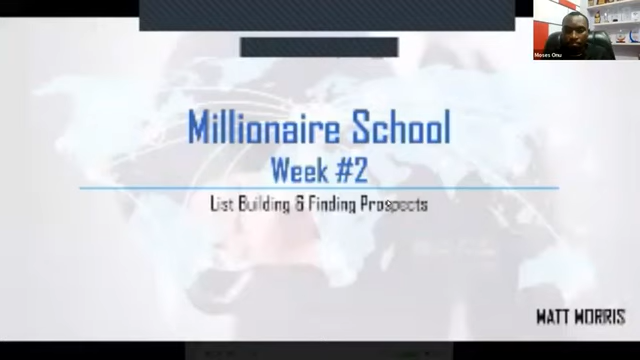 Moses Onu
Millionaire School
Week #2
List Building & Finding Prospects
MATT MORRIS